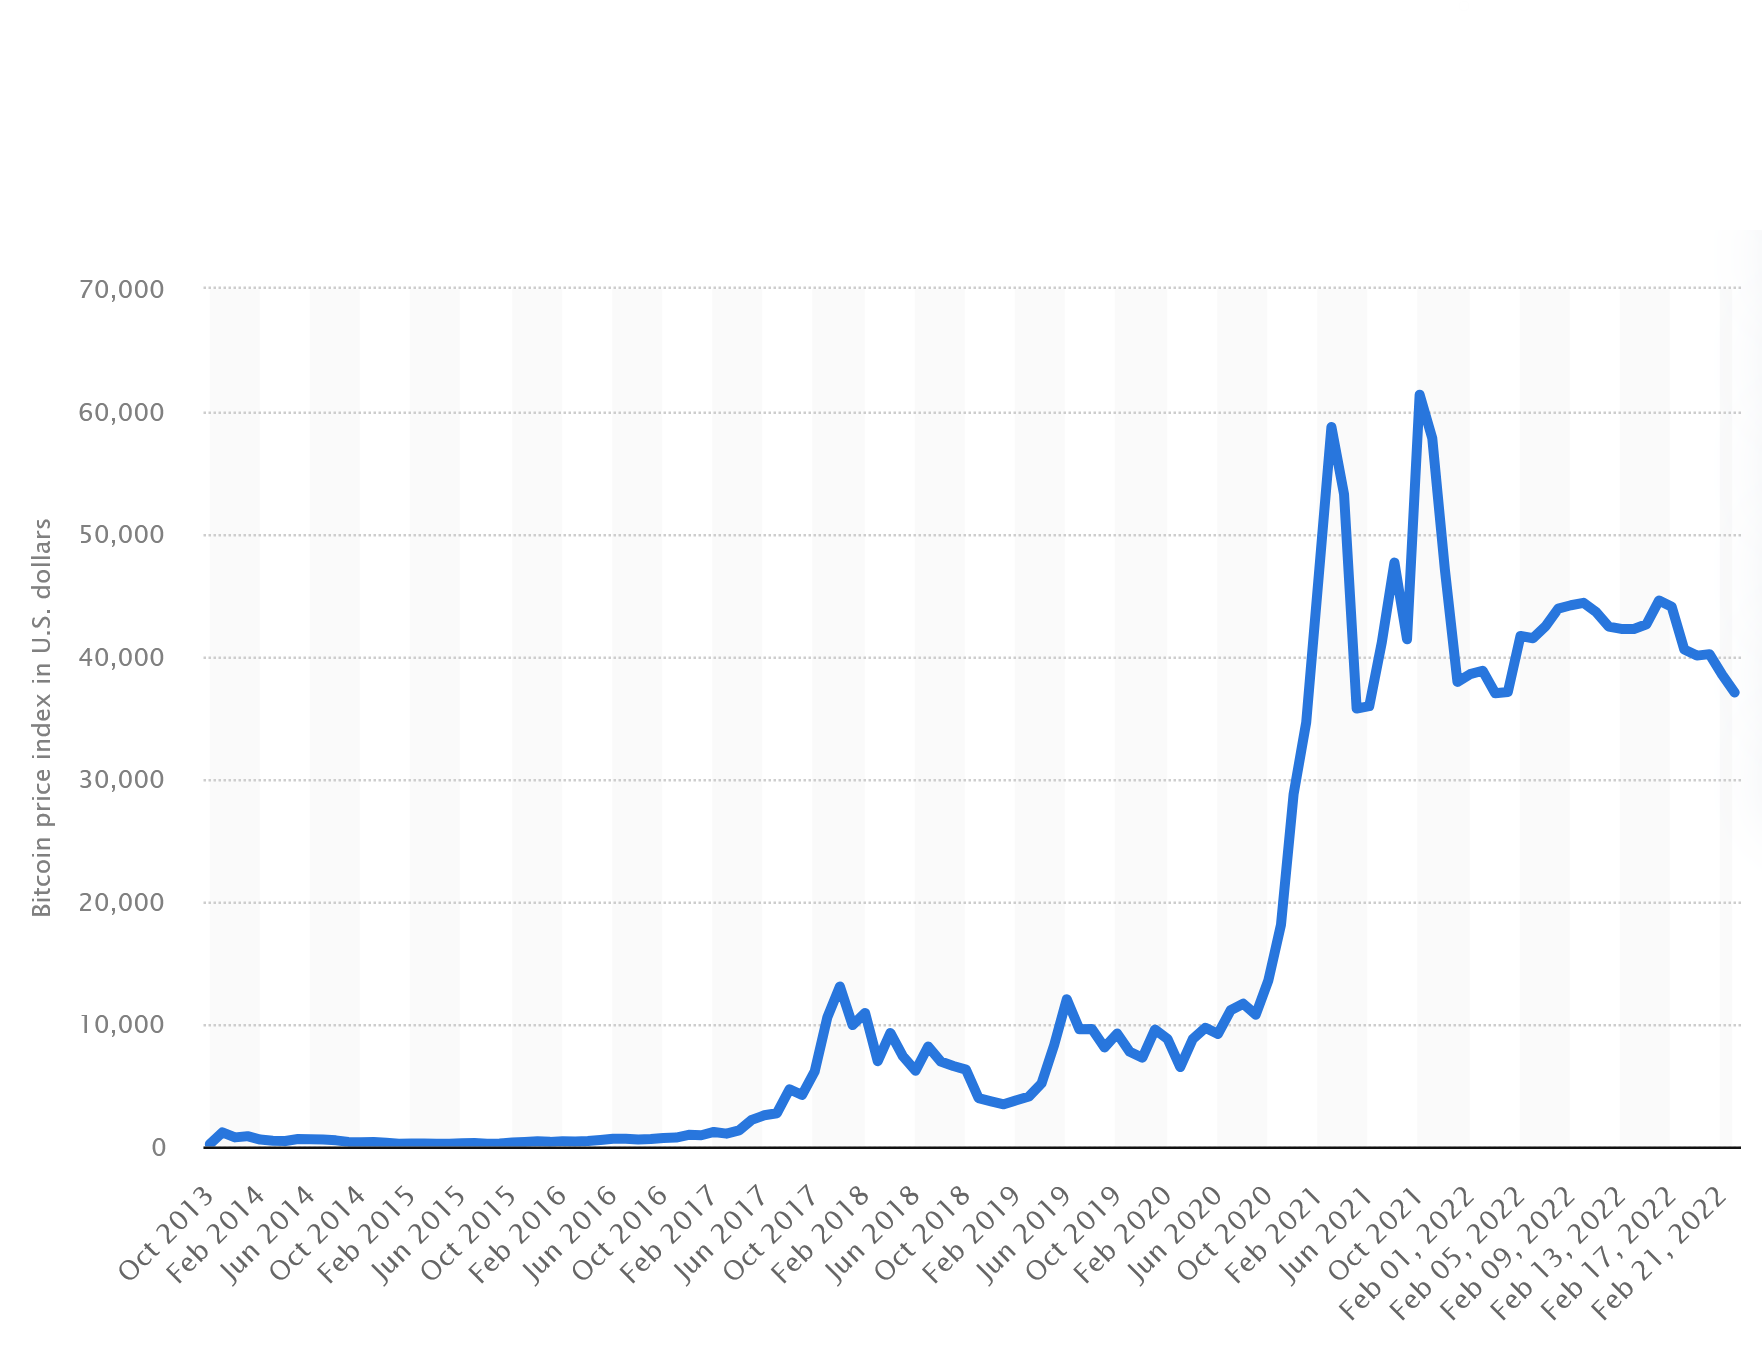 Bitcoin price index in U.S. dollars
70,000
60,000
50,000
40,000
30,000
20,000
10,000
0
Oct 2013
Feb 2014
Jun 2014
Oct 2014
Feb 2015
Jun 2015
Oct 2015
Feb 2016
Jun 2016
Oct 2016
Feb 2017
Jun 2017
Oct 2017
Feb 2018
Jun 2018
Oct 2018
Feb 2019
Jun 2019
Oct 2019
Feb 2020
Jun 2020
Oct 2020
Feb 2021
Jun 2021
Oct 2021
Feb 01, 2022
Feb 05, 2022
Feb 09, 2022
Feb 13, 2022
Feb 17, 2022
Feb 21, 2022